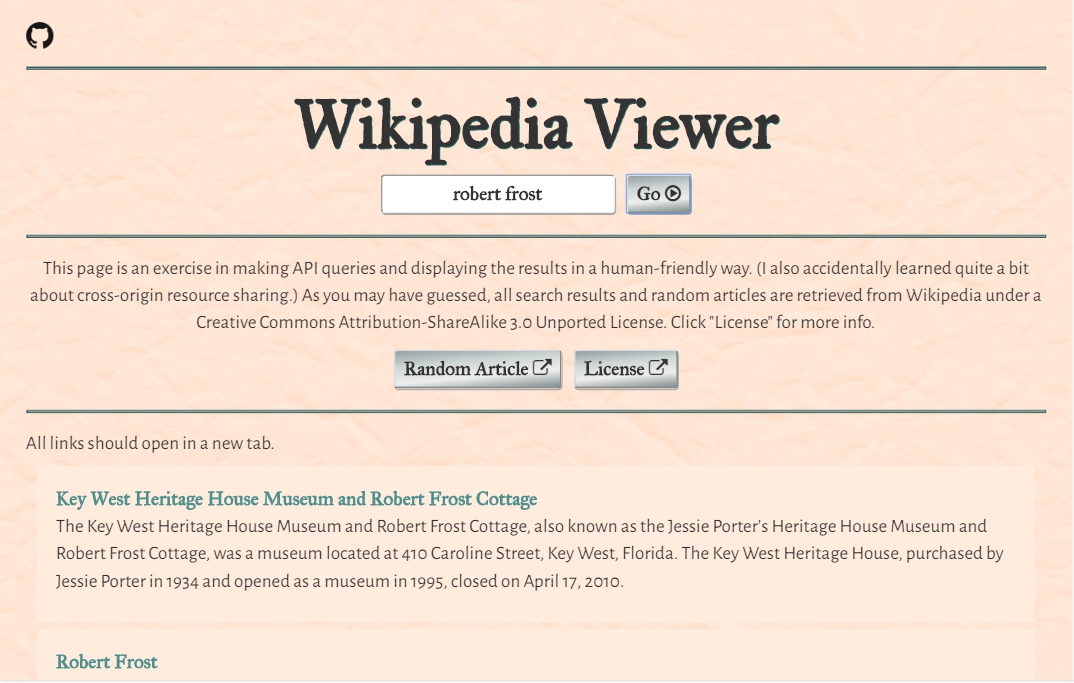 Wikipedia Viewer
robert frost
Go
This page is an exercise in making API queries and displaying the results in a human-friendly way. (I also accidentally learned quite a bit
about cross-origin resource sharing.) As you may have guessed, all search results and random articles are retrieved from Wikipedia under a
Creative Commons Attribution-ShareAlike 3.0 Unported License. Click "License" for more info.
Random Article
License
All links should open in a new tab.
Key West Heritage House Museum and Robert Frost Cottage
The Key West Heritage House Museum and Robert Frost Cottage, also known as the Jessie Porter's Heritage House Museum and
Robert Frost Cottage, was a museum located at 410 Caroline Street, Key West, Florida. The Key West Heritage House, purchased by
Jessie Porter in 1934 and opened as a museum in 1995, closed on April 17, 2010.
Robert Frost